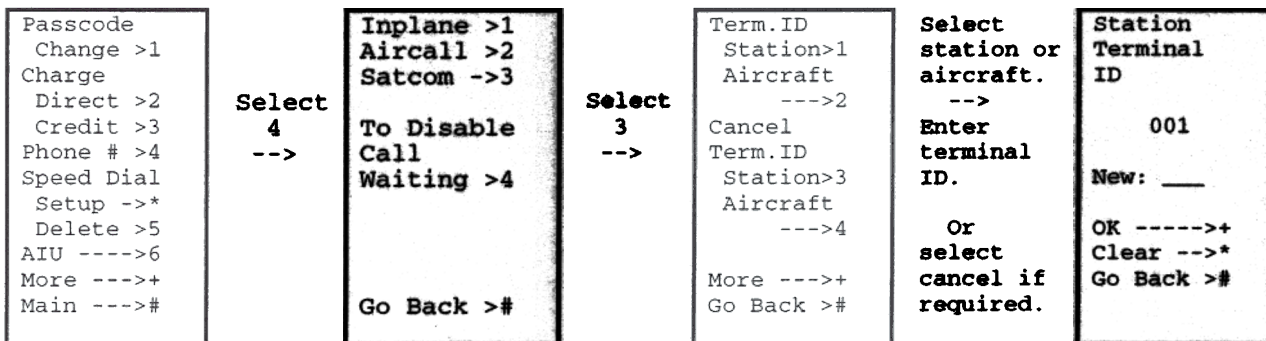 Passcode
Change >1
Charge
Direct >2
Credit >3
Phone # >4
Speed Dial
Setup ->*
Delete >5
AIU ---->6
More --->+
Main --->#
Select
4
-->
Inplane >1
Aircall >2
Satcom ->3
To Disable
Call
Waiting >4
Go Back >#
Select
3
-->
Term.ID
Station>1
Aircraft
--->2
Cancel
Term.ID
Station>3
Aircraft
--->4
More --->+
Go Back >#
Select
station or
aircraft.
-->
Enter
terminal
ID.
Or
select
cancel if
required.
Station
Terminal
ID
001
New: ___
OK ----->+
Clear -->*
Go Back >#